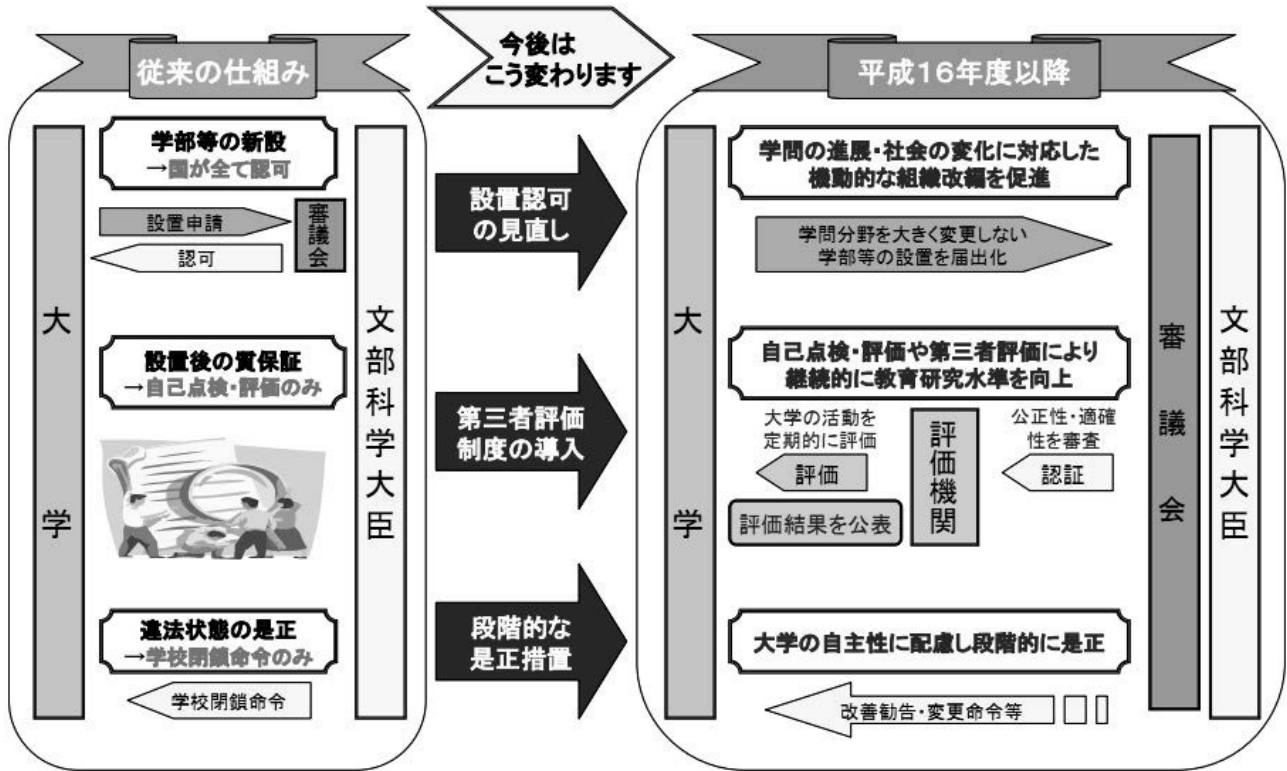 従来の仕組み
今後は
こう変わります
平成16年度以降
大学
学部等の新設
→国が全て認可
設置申請
認可
審議会
設置後の質保証
→自己点検・評価のみ
違法状態の是正
→学校閉鎖命令のみ
学校閉鎖命令
文部科学大臣
設置認可
の見直し
第三者評価
制度の導入
段階的な
是正措置
大学
学問の進展・社会の変化に対応した
機動的な組織改編を促進
学問分野を大きく変更しない
学部等の設置を届出化
自己点検・評価や第三者評価により
継続的に教育研究水準を向上
大学の活動を
定期的に評価
評価
評価結果を公表
評価機関
公正性・適確
性を審査
認証
大学の自主性に配慮し段階的に是正
改善勧告・変更命令等
審議会
文部科学大臣